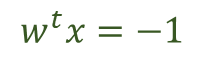 wᵗx = −1